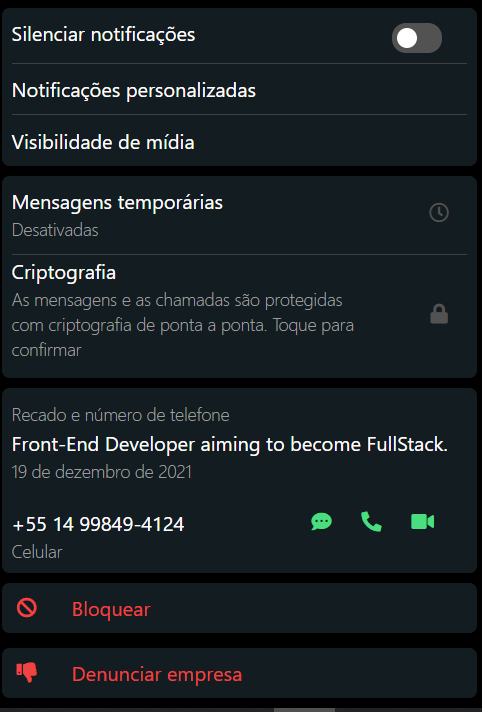 Silenciar notificações
Notificações personalizadas
Visibilidade de mídia
Mensagens temporárias
Desativadas
Criptografia
As mensagens e as chamadas são protegidas
com criptografia de ponta a ponta. Toque para
confirmar
Recado e número de telefone
Front-End Developer aiming to become FullStack.
19 de dezembro de 2021
+55 14 99849-4124
Celular
Bloquear
Denunciar empresa